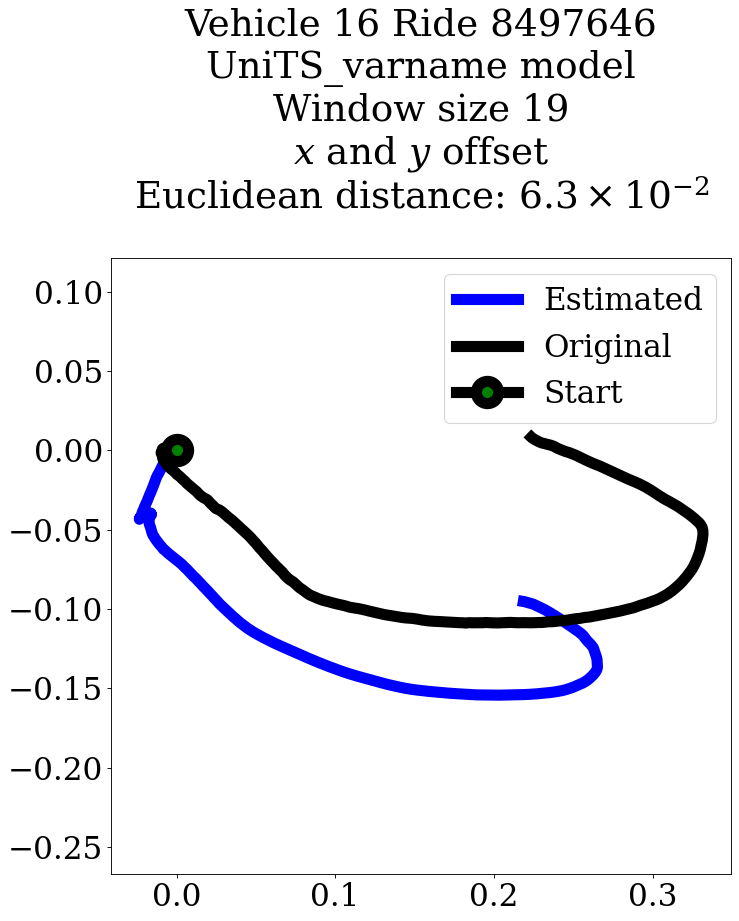 Vehicle 16 Ride 8497646
UniTS_varname model
Window size 19
x and y offset
Euclidean distance: 6.3 × 10⁻²
Estimated
Original
Start
0.10
0.05
0.00
−0.05
−0.10
−0.15
−0.20
−0.25
0.0 0.1 0.2 0.3